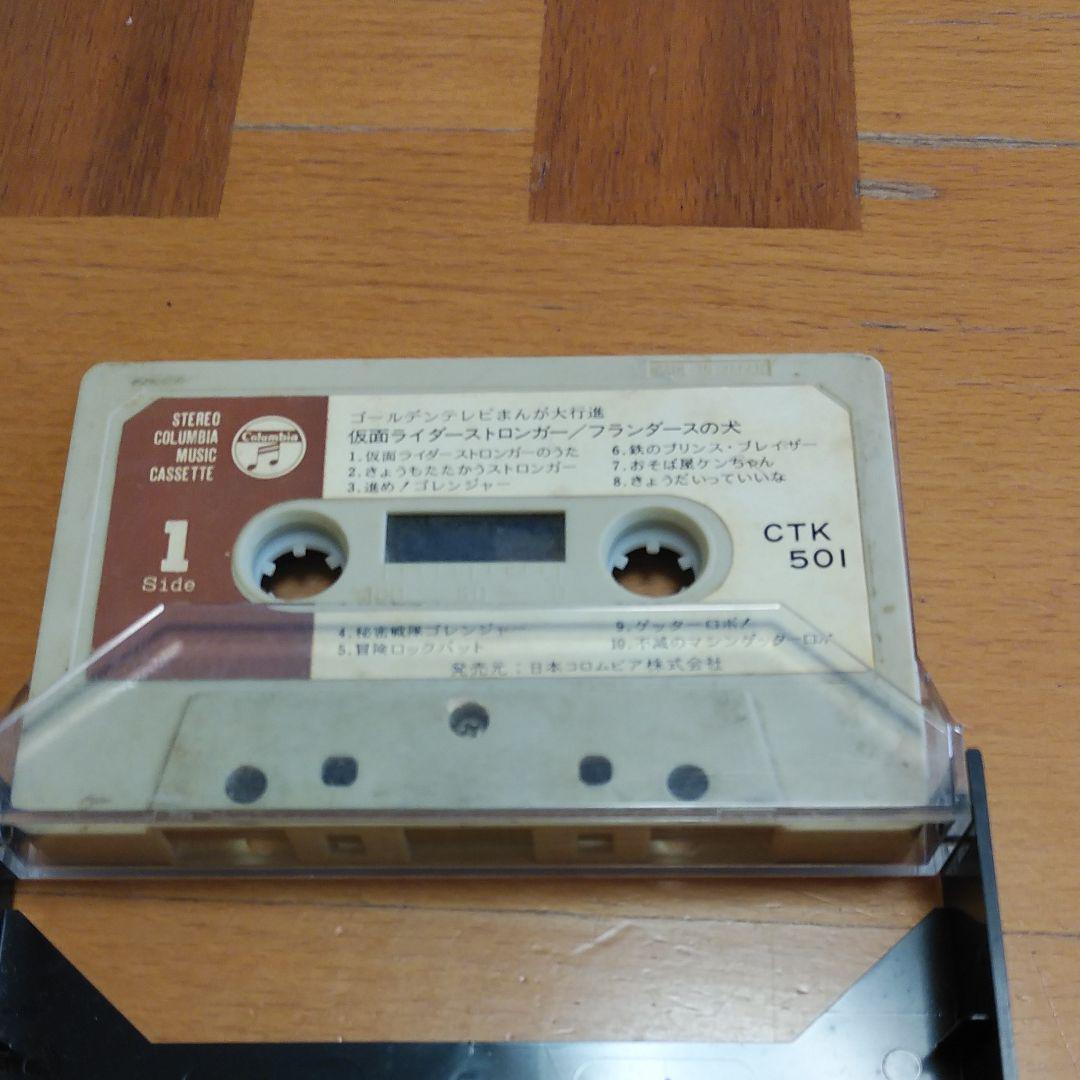 STEREO
COLUMBIA
MUSIC
CASSETTE
Columbia
1
Side
ゴールデンテレビまんが大行進
仮面ライダーストロンガー/フランダースの犬
1.仮面ライダーストロンガーのうた
2.きょうもたたかうストロンガー
3.進め!ゴレンジャー
6.鉄のプリンス・ブレイザー
7.おそば屋ケンちゃん
8.きょうだいっていいな
CTK
501
4.秘密戦隊ゴレンジャー
5.冒険ロックバット
9.ゲッターロボ!
10.不滅のマシンゲッターロボ
発売元:日本コロムビア株式会社